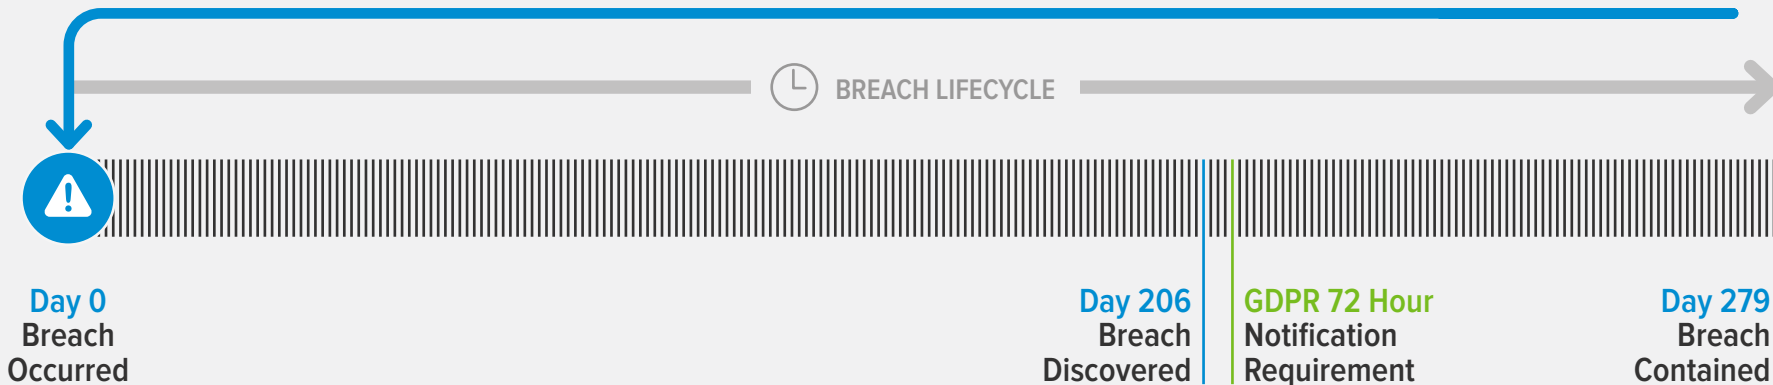 BREACH LIFECYCLE
Day 0
Breach
Occurred
Day 206
Breach
Discovered
GDPR 72 Hour
Notification
Requirement
Day 279
Breach
Contained